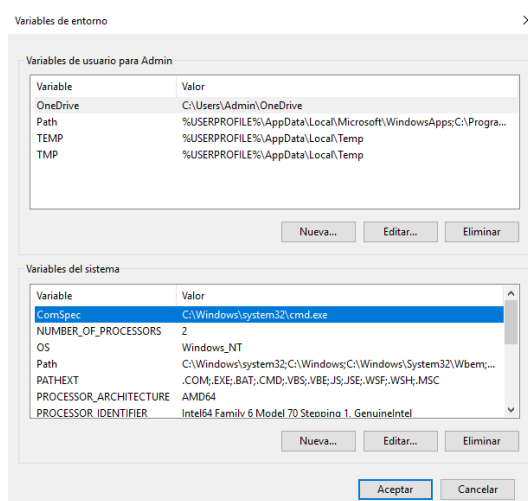 Variables de entorno
Variables de usuario para Admin
Variable Valor
OneDrive C:\Users\Admin\OneDrive
Path %USERPROFILE%\AppData\Local\Microsoft\WindowsApps;C:\Progra...
TEMP %USERPROFILE%\AppData\Local\Temp
TMP %USERPROFILE%\AppData\Local\Temp
Nueva... Editar... Eliminar
Variables del sistema
Variable Valor
ComSpec C:\Windows\system32\cmd.exe
NUMBER_OF_PROCESSORS 2
OS Windows_NT
Path C:\Windows\system32;C:\Windows;C:\Windows\System32\Wbem;...
PATHEXT .COM;.EXE;.BAT;.CMD;.VBS;.VBE;.JS;.JSE;.WSF;.WSH;.MSC
PROCESSOR_ARCHITECTURE AMD64
PROCESSOR_IDENTIFIER Intel64 Family 6 Model 70 Stepping 1, GenuineIntel
Nueva... Editar... Eliminar
Aceptar Cancelar